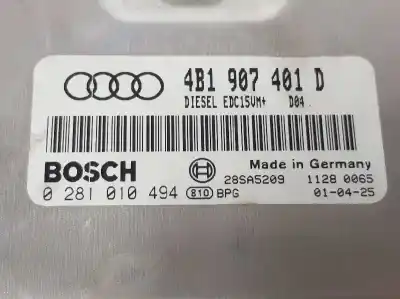 4B1 907 401 D
DIESEL EDC15VM+ D04
BOSCH
Made in Germany
0 281 010 494 810 BPG
28SA5209 1128 0065
01-04-25